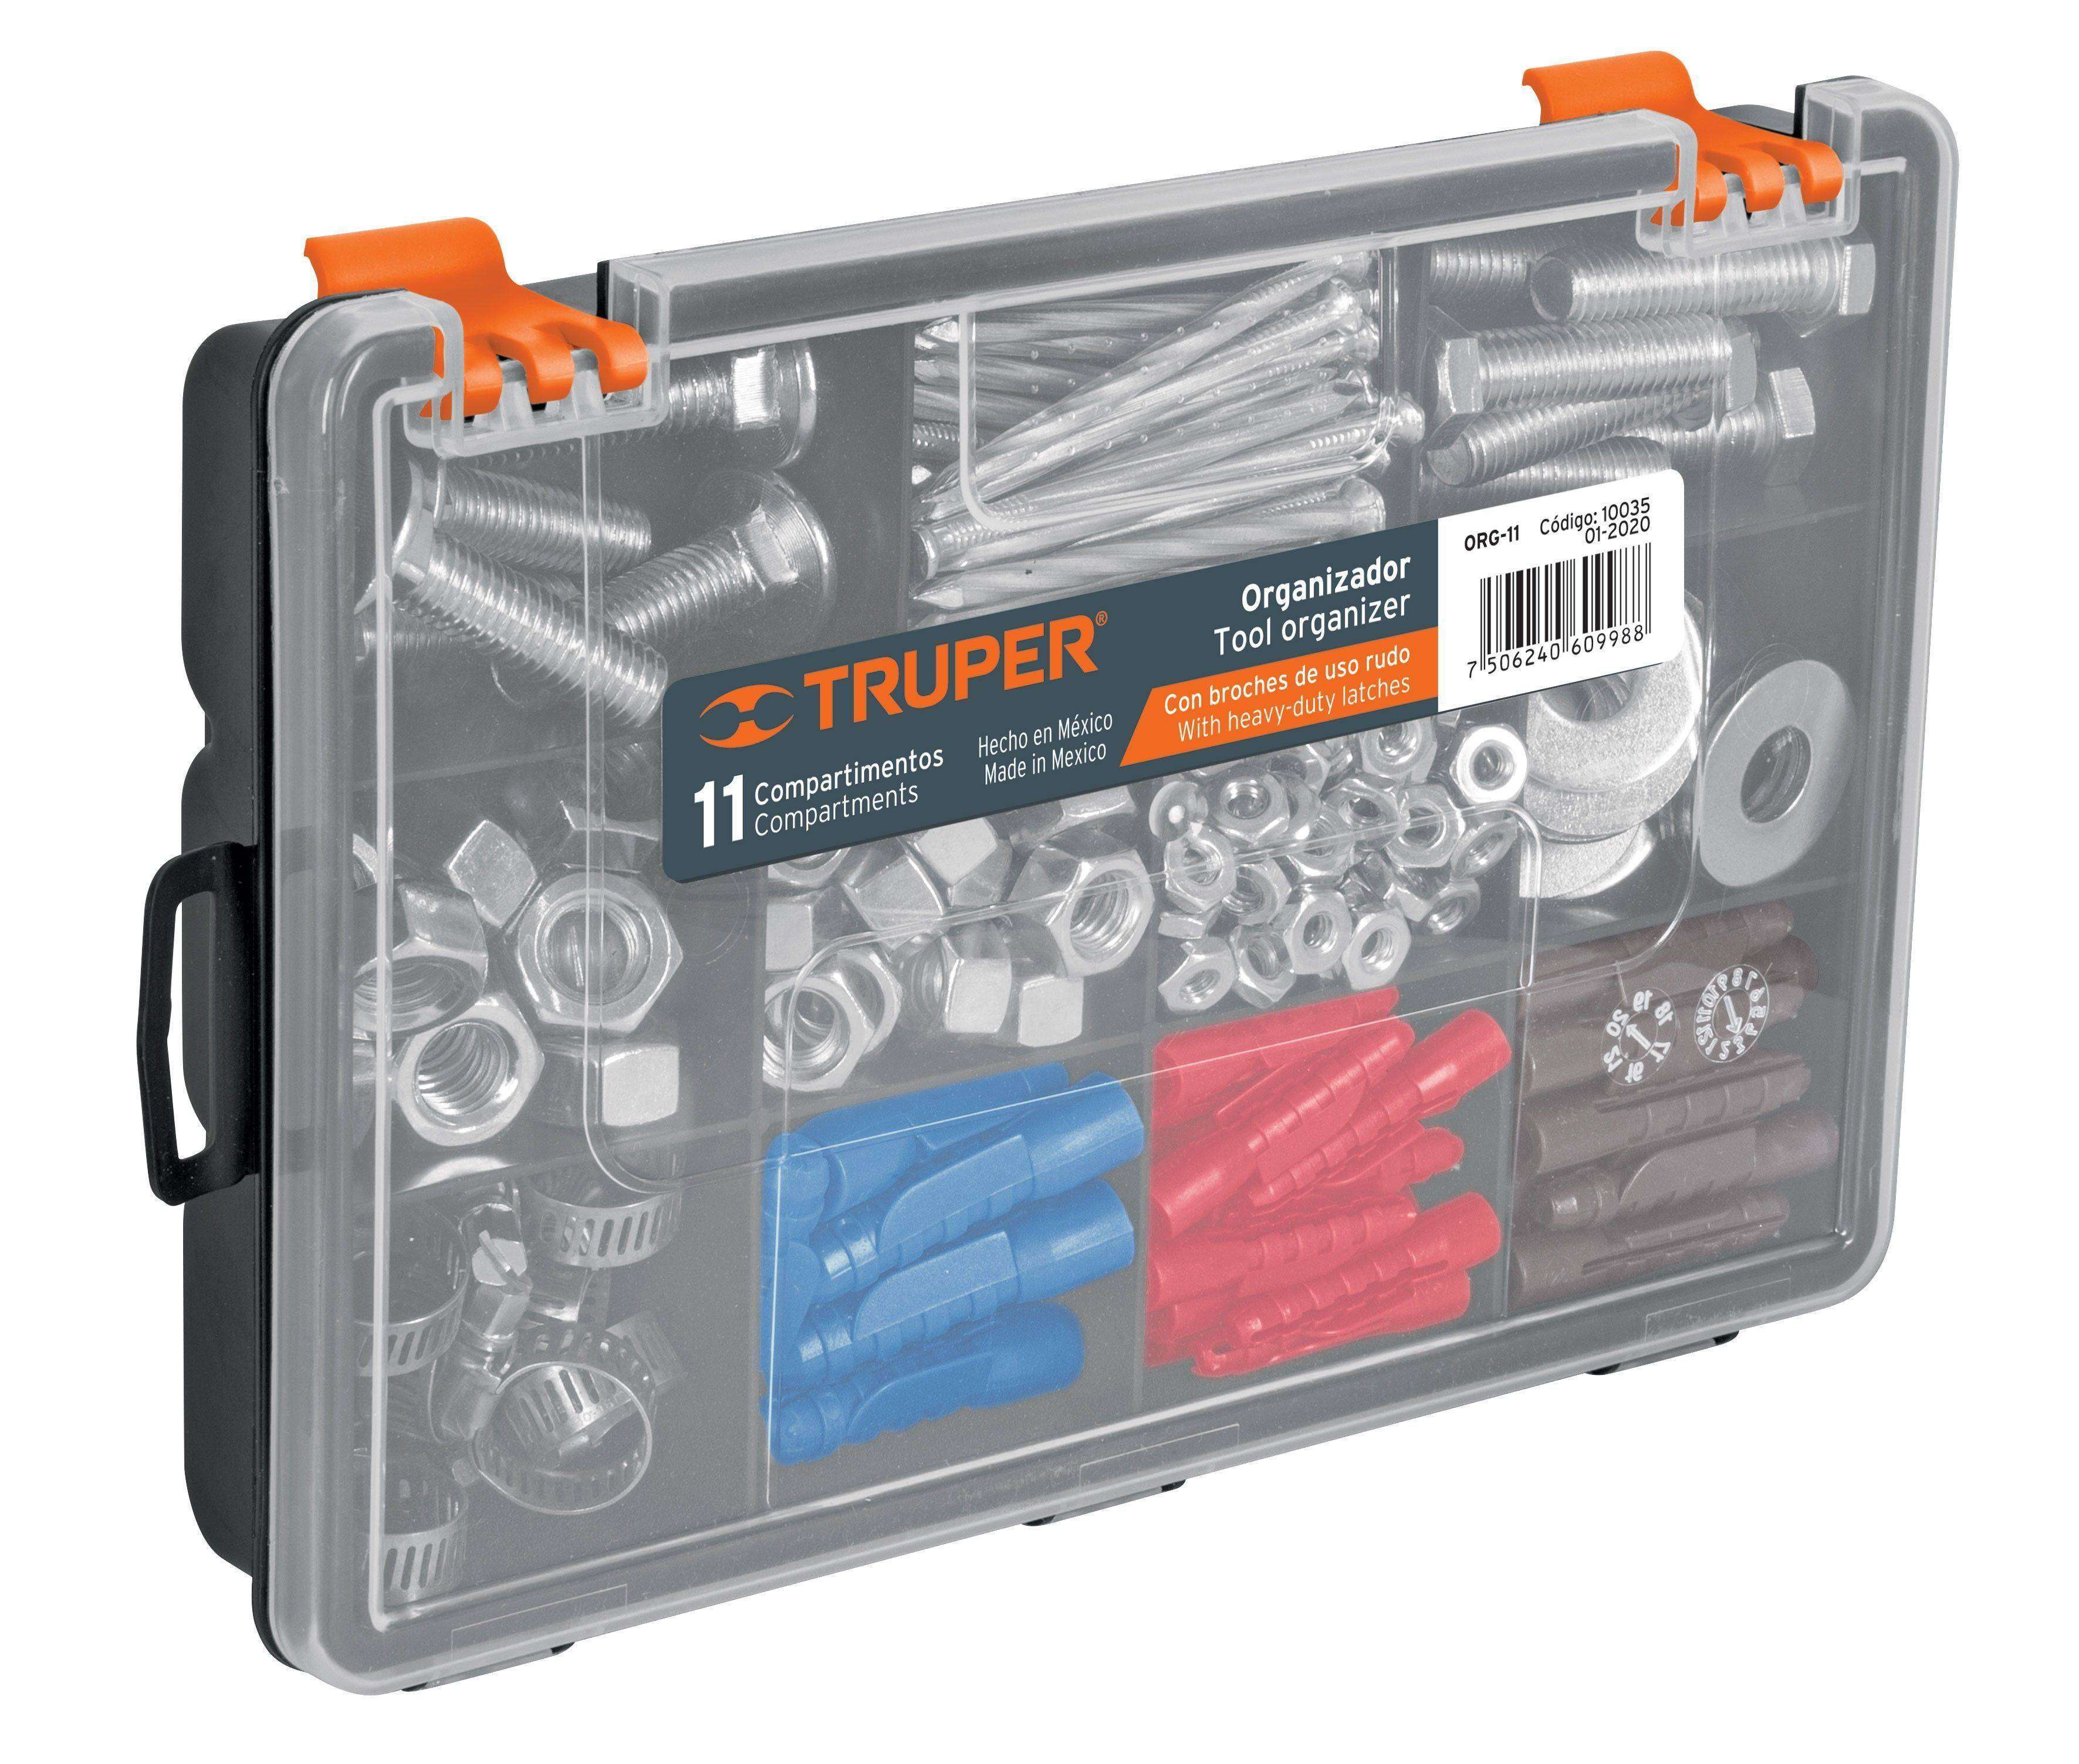 TRUPER®
11 Compartimentos
Compartments
Hecho en México
Made in Mexico
Organizador
Tool organizer
Con broches de uso rudo
With heavy-duty latches
ORG-11 Código: 10035
01-2020
7 506240 609988